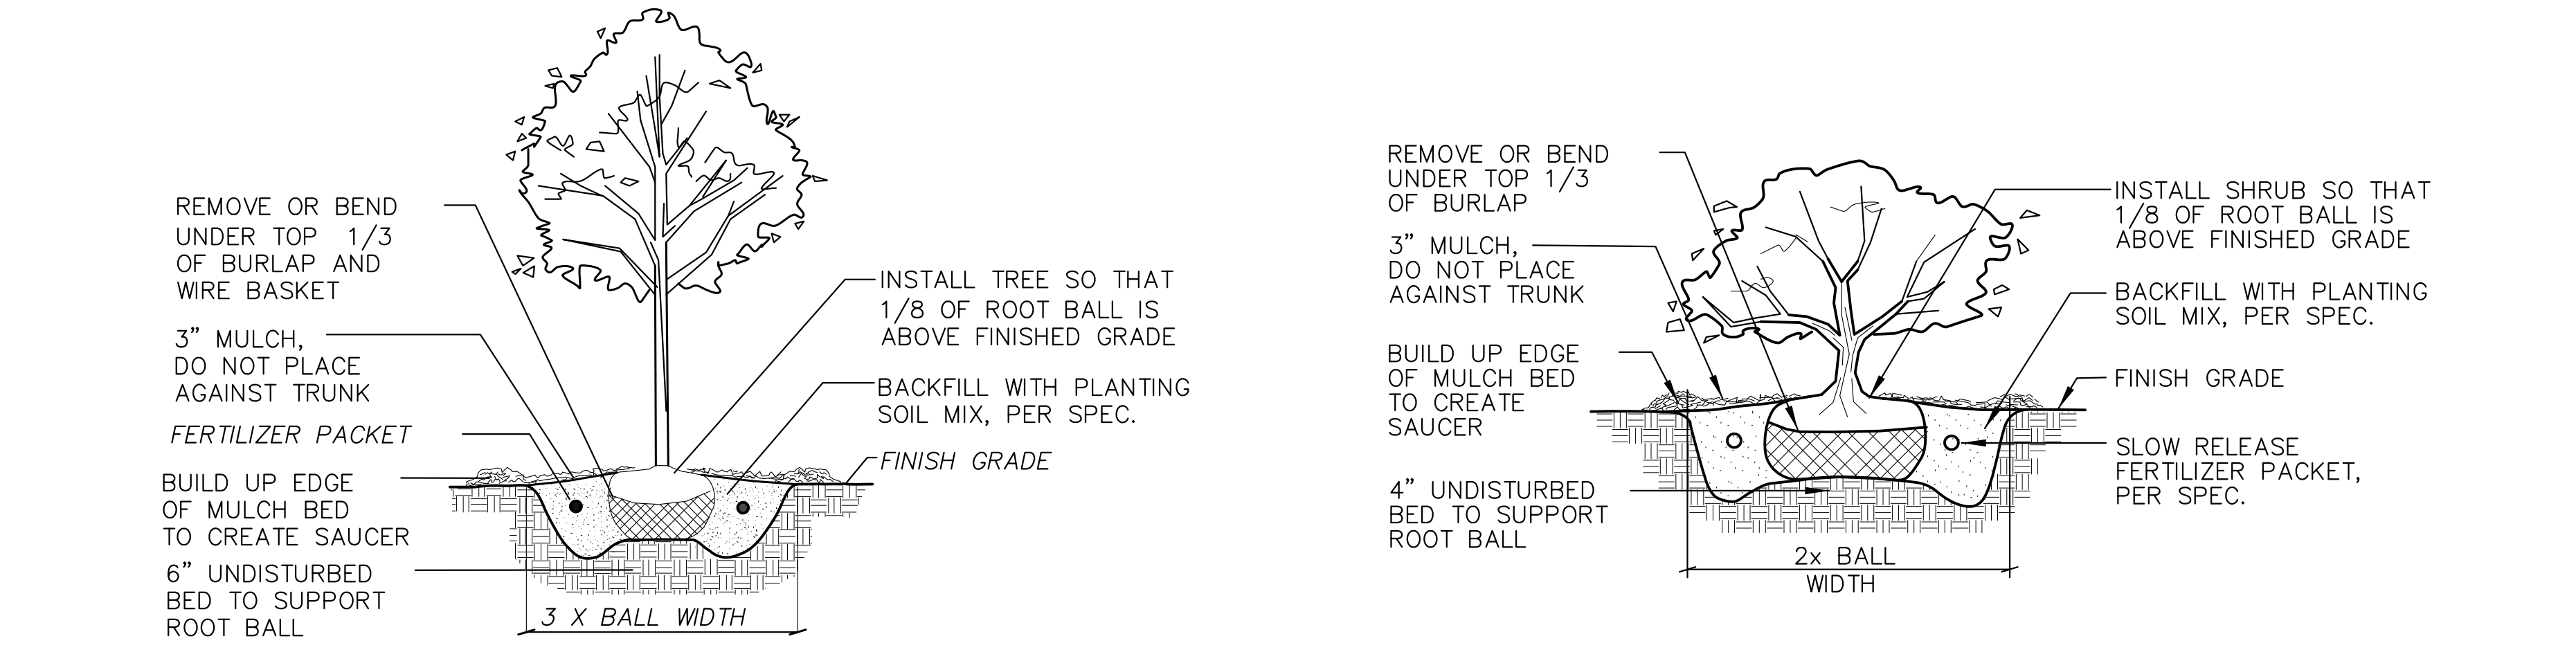 REMOVE OR BEND
UNDER TOP 1/3
OF BURLAP AND
WIRE BASKET
3” MULCH,
DO NOT PLACE
AGAINST TRUNK
FERTILIZER PACKET
BUILD UP EDGE
OF MULCH BED
TO CREATE SAUCER
6” UNDISTURBED
BED TO SUPPORT
ROOT BALL
INSTALL TREE SO THAT
1/8 OF ROOT BALL IS
ABOVE FINISHED GRADE
BACKFILL WITH PLANTING
SOIL MIX, PER SPEC.
FINISH GRADE
3 X BALL WIDTH
REMOVE OR BEND
UNDER TOP 1/3
OF BURLAP
3” MULCH,
DO NOT PLACE
AGAINST TRUNK
BUILD UP EDGE
OF MULCH BED
TO CREATE
SAUCER
4” UNDISTURBED
BED TO SUPPORT
ROOT BALL
INSTALL SHRUB SO THAT
1/8 OF ROOT BALL IS
ABOVE FINISHED GRADE
BACKFILL WITH PLANTING
SOIL MIX, PER SPEC.
FINISH GRADE
SLOW RELEASE
FERTILIZER PACKET,
PER SPEC.
2x BALL
WIDTH